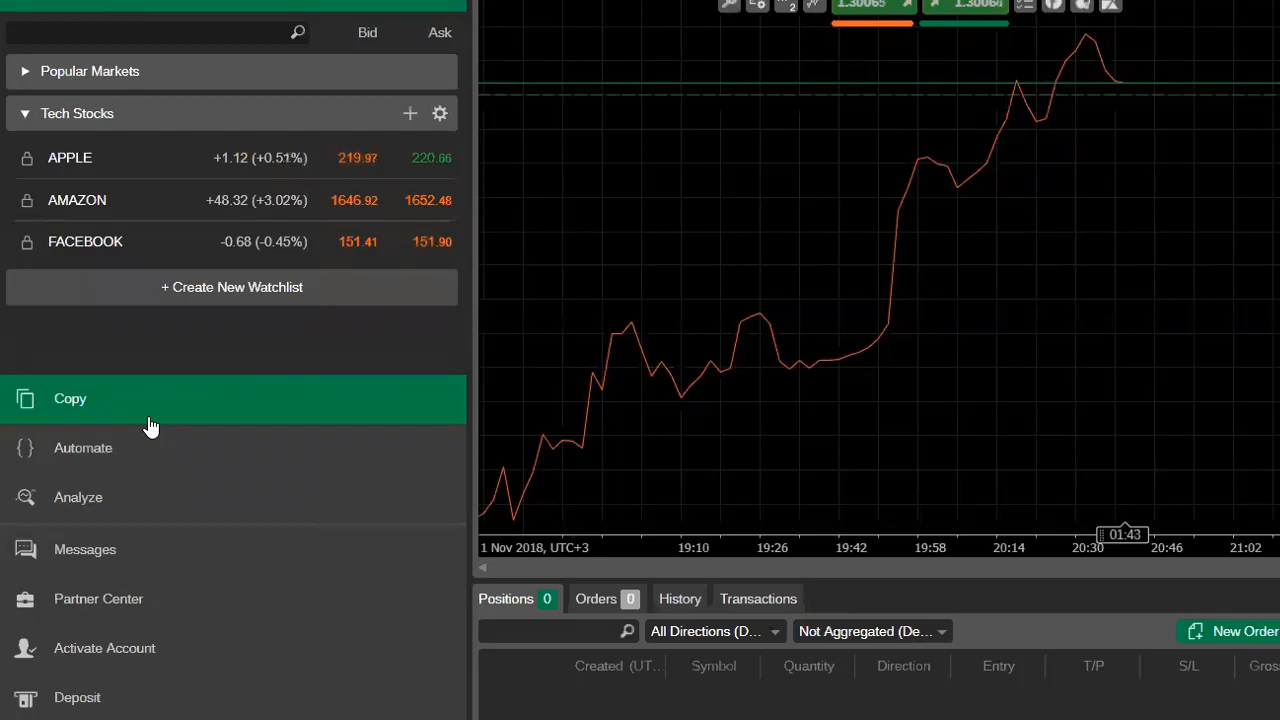 1.30065
1.3006
Bid Ask
Popular Markets
Tech Stocks
APPLE +1.12 (+0.51%) 219.97 220.66
AMAZON +48.32 (+3.02%) 1646.92 1652.48
FACEBOOK -0.68 (-0.45%) 151.41 151.90
+ Create New Watchlist
Copy
Automate
Analyze
Messages
Partner Center
Activate Account
Deposit
01:43
1 Nov 2018, UTC+3 19:10 19:26 19:42 19:58 20:14 20:30 20:46 21:02
Positions 0 Orders 0 History Transactions
All Directions (D... Not Aggregated (De... New Order
Created (UT... Symbol Quantity Direction Entry T/P S/L Gros